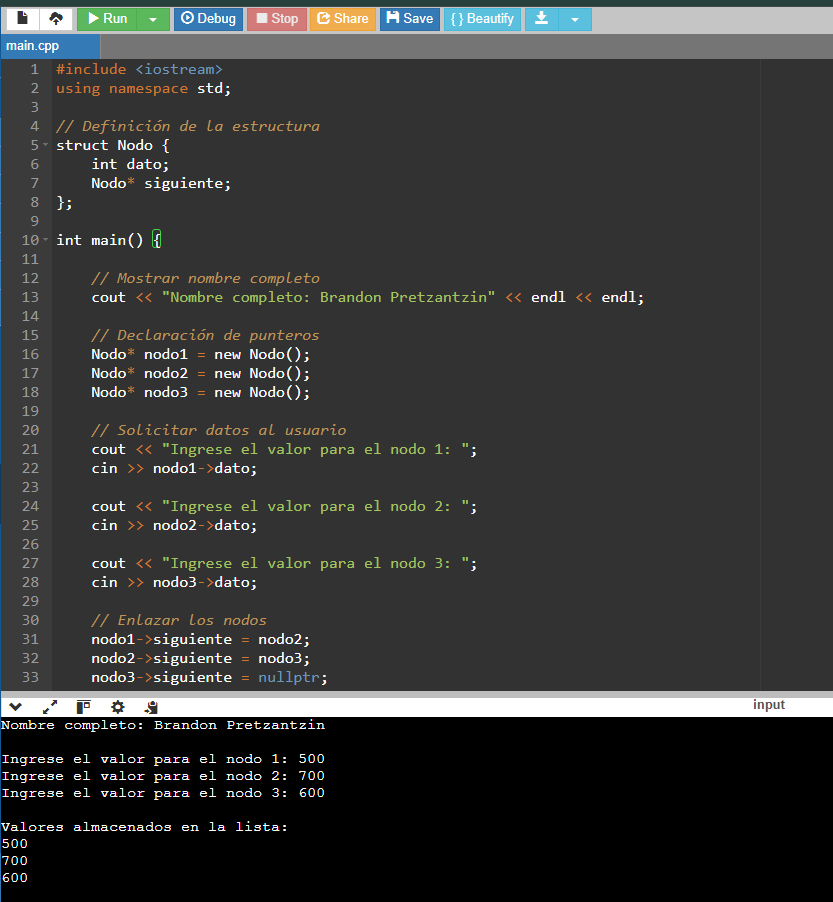 Run Debug Stop Share Save { } Beautify
main.cpp
1 #include <iostream>
2 using namespace std;
3
4 // Definición de la estructura
5 struct Nodo {
6 int dato;
7 Nodo* siguiente;
8 };
9
10 int main() {
11
12 // Mostrar nombre completo
13 cout << "Nombre completo: Brandon Pretzantzin" << endl << endl;
14
15 // Declaración de punteros
16 Nodo* nodo1 = new Nodo();
17 Nodo* nodo2 = new Nodo();
18 Nodo* nodo3 = new Nodo();
19
20 // Solicitar datos al usuario
21 cout << "Ingrese el valor para el nodo 1: ";
22 cin >> nodo1->dato;
23
24 cout << "Ingrese el valor para el nodo 2: ";
25 cin >> nodo2->dato;
26
27 cout << "Ingrese el valor para el nodo 3: ";
28 cin >> nodo3->dato;
29
30 // Enlazar los nodos
31 nodo1->siguiente = nodo2;
32 nodo2->siguiente = nodo3;
33 nodo3->siguiente = nullptr;
input
Nombre completo: Brandon Pretzantzin
Ingrese el valor para el nodo 1: 500
Ingrese el valor para el nodo 2: 700
Ingrese el valor para el nodo 3: 600
Valores almacenados en la lista:
500
700
600